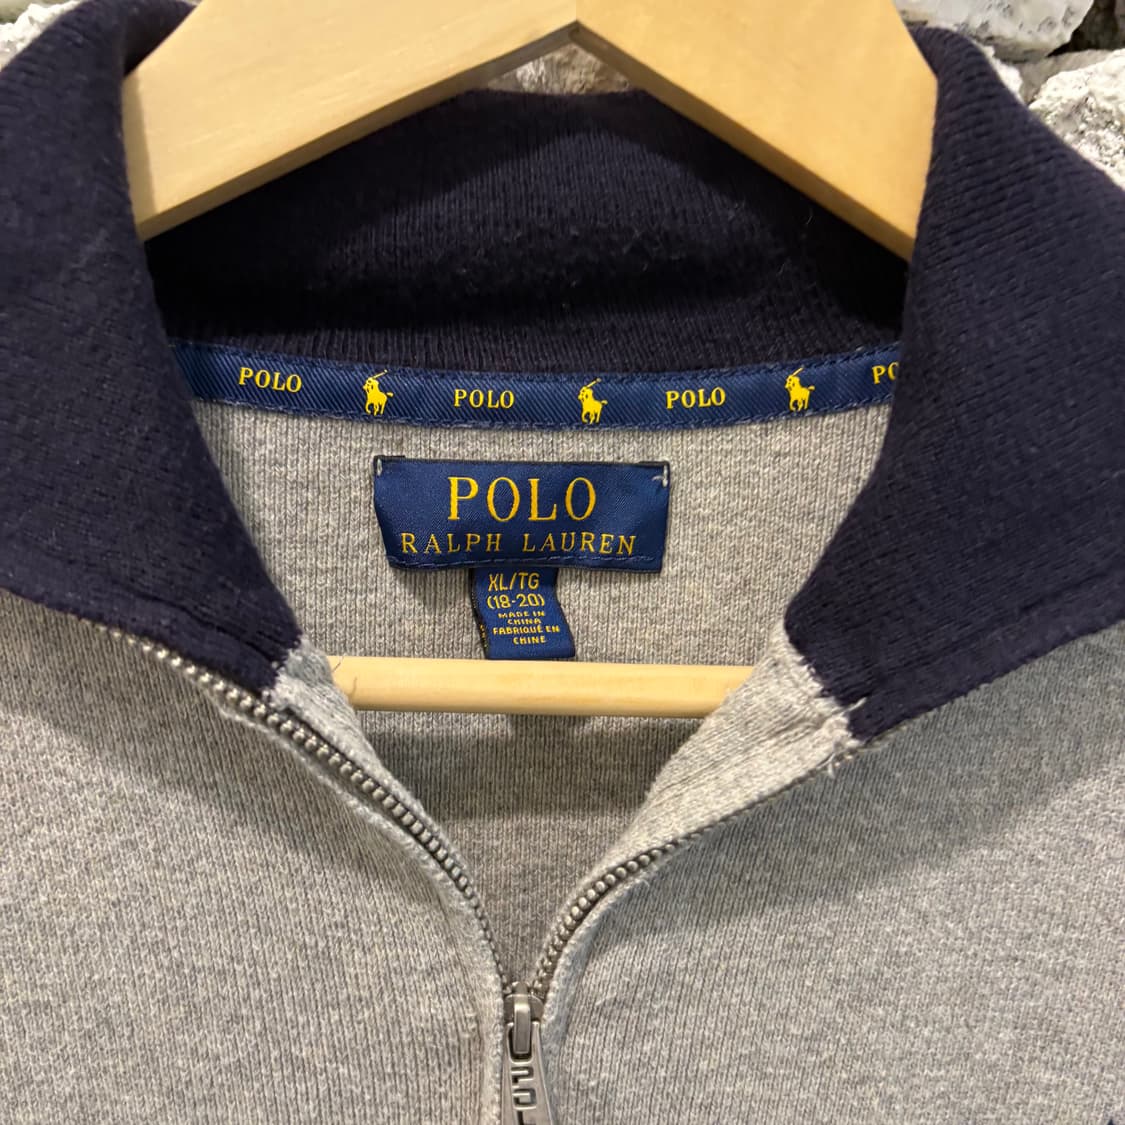 POLO POLO POLO PO
POLO
RALPH LAUREN
XL/TG
(18-20)
MADE IN
CHINA
FABRIQUÉ EN
CHINE